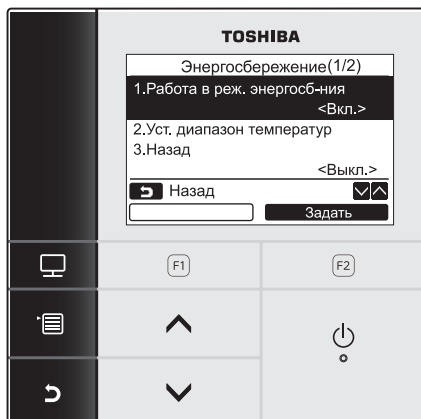 TOSHIBA
Энергосбережение(1/2)
1.Работа в реж. энергосб-ния
<Вкл.>
2.Уст. диапазон температур
3.Назад
<Выкл.>
Назад
Задать
F1
F2